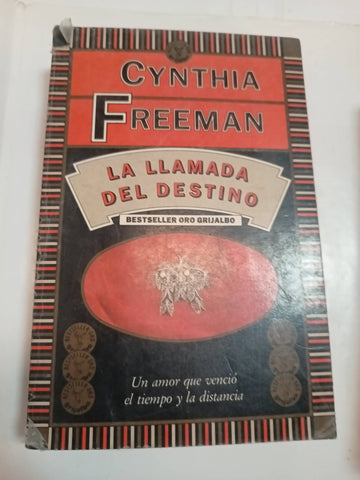 CYNTHIA
FREEMAN
LA LLAMADA
DEL DESTINO
BESTSELLER ORO GRIJALBO
Un amor que venció
el tiempo y la distancia